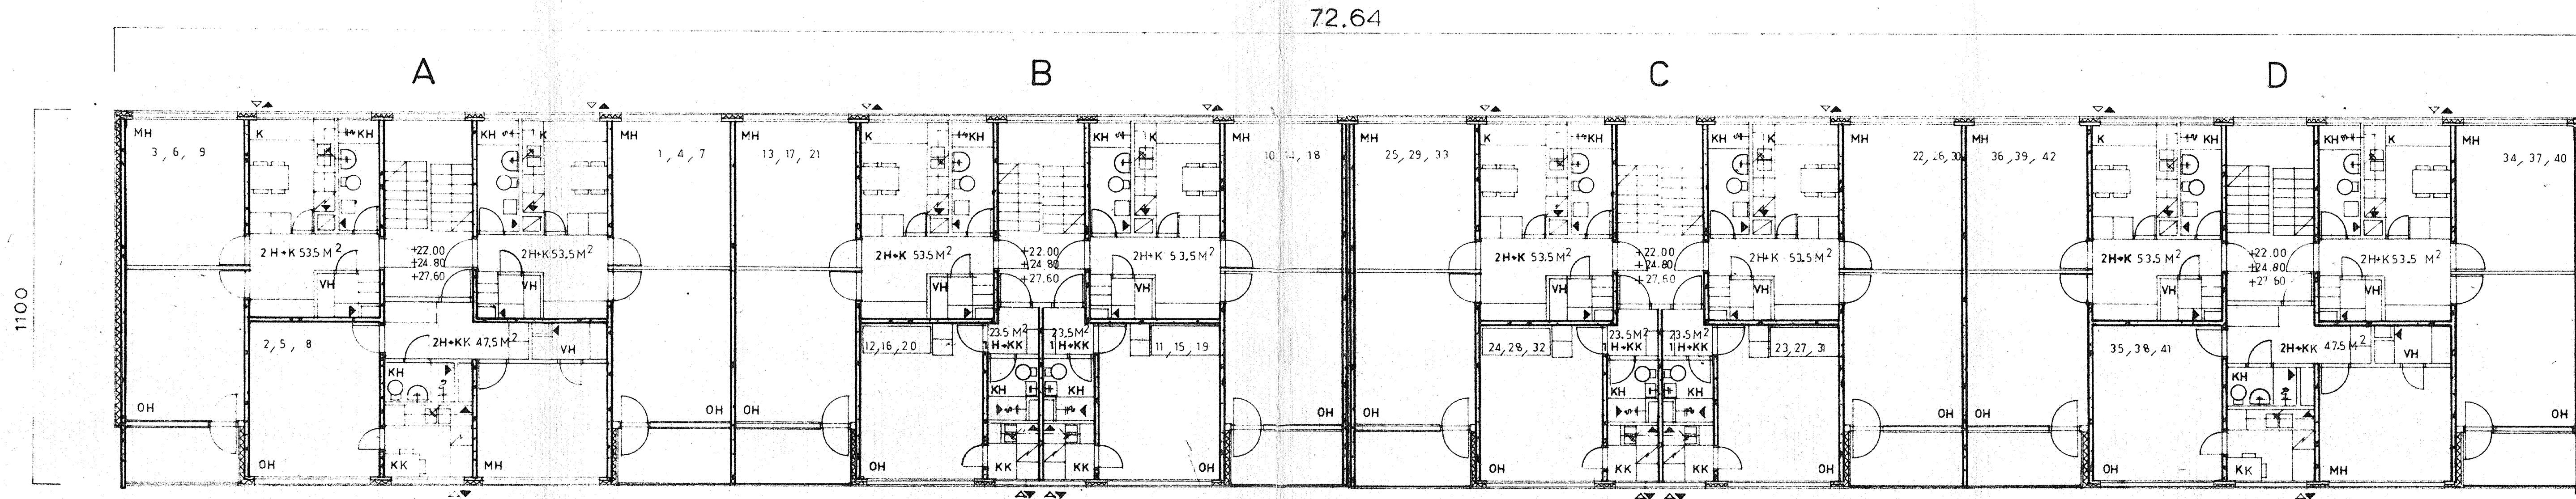 72.64
A B C D
MH K KH KH K MH MH K KH KH K MH MH K KH KH K MH MH K KH KH K MH
3, 6, 9 1, 4, 7 13, 17, 21 10, 14, 18 25, 29, 33 22, 26, 30 36, 39, 42 34, 37, 40
2H+K 53.5 M² +22.00 2H+K 53.5 M² 2H+K 53.5 M² +22.00 2H+K 53.5 M² 2H+K 53.5 M² +22.00 2H+K 53.5 M² 2H+K 53.5 M² +22.00 2H+K 53.5 M²
+24.80 +24.80 +24.80 +24.80
+27.60 +27.60 +27.60 +27.60
VH VH VH VH VH VH VH VH
1100
23.5 M² 23.5 M² 23.5 M² 23.5 M²
2, 5, 8 2H+KK 47.5 M² VH 12, 16, 20 1H+KK 1H+KK 11, 15, 19 24, 28, 32 1H+KK 1H+KK 23, 27, 31 35, 38, 41 2H+KK 47.5 M² VH
KH KH KH KH KH KH
OH OH OH OH OH OH OH OH
OH KK MH OH KK KK OH OH KK KK OH OH KK MH